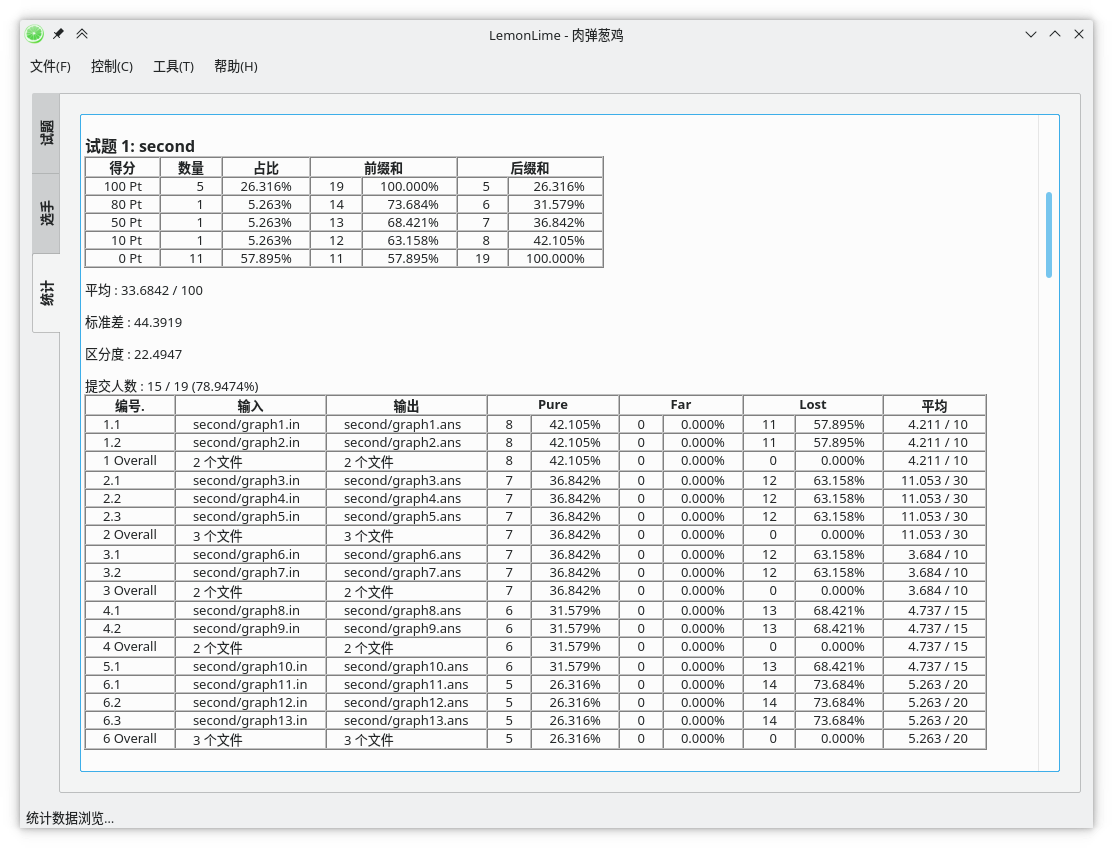 LemonLime - 肉弹葱鸡
文件(F) 控制(C) 工具(T) 帮助(H)
试题
选手
统计
试题 1: second
得分 数量 占比 前缀和 后缀和
100 Pt 5 26.316% 19 100.000% 5 26.316%
80 Pt 1 5.263% 14 73.684% 6 31.579%
50 Pt 1 5.263% 13 68.421% 7 36.842%
10 Pt 1 5.263% 12 63.158% 8 42.105%
0 Pt 11 57.895% 11 57.895% 19 100.000%
平均 : 33.6842 / 100
标准差 : 44.3919
区分度 : 22.4947
提交人数 : 15 / 19 (78.9474%)
编号. 输入 输出 Pure Far Lost 平均
1.1 second/graph1.in second/graph1.ans 8 42.105% 0 0.000% 11 57.895% 4.211 / 10
1.2 second/graph2.in second/graph2.ans 8 42.105% 0 0.000% 11 57.895% 4.211 / 10
1 Overall 2 个文件 2 个文件 8 42.105% 0 0.000% 0 0.000% 4.211 / 10
2.1 second/graph3.in second/graph3.ans 7 36.842% 0 0.000% 12 63.158% 11.053 / 30
2.2 second/graph4.in second/graph4.ans 7 36.842% 0 0.000% 12 63.158% 11.053 / 30
2.3 second/graph5.in second/graph5.ans 7 36.842% 0 0.000% 12 63.158% 11.053 / 30
2 Overall 3 个文件 3 个文件 7 36.842% 0 0.000% 0 0.000% 11.053 / 30
3.1 second/graph6.in second/graph6.ans 7 36.842% 0 0.000% 12 63.158% 3.684 / 10
3.2 second/graph7.in second/graph7.ans 7 36.842% 0 0.000% 12 63.158% 3.684 / 10
3 Overall 2 个文件 2 个文件 7 36.842% 0 0.000% 0 0.000% 3.684 / 10
4.1 second/graph8.in second/graph8.ans 6 31.579% 0 0.000% 13 68.421% 4.737 / 15
4.2 second/graph9.in second/graph9.ans 6 31.579% 0 0.000% 13 68.421% 4.737 / 15
4 Overall 2 个文件 2 个文件 6 31.579% 0 0.000% 0 0.000% 4.737 / 15
5.1 second/graph10.in second/graph10.ans 6 31.579% 0 0.000% 13 68.421% 4.737 / 15
6.1 second/graph11.in second/graph11.ans 5 26.316% 0 0.000% 14 73.684% 5.263 / 20
6.2 second/graph12.in second/graph12.ans 5 26.316% 0 0.000% 14 73.684% 5.263 / 20
6.3 second/graph13.in second/graph13.ans 5 26.316% 0 0.000% 14 73.684% 5.263 / 20
6 Overall 3 个文件 3 个文件 5 26.316% 0 0.000% 0 0.000% 5.263 / 20
统计数据浏览...